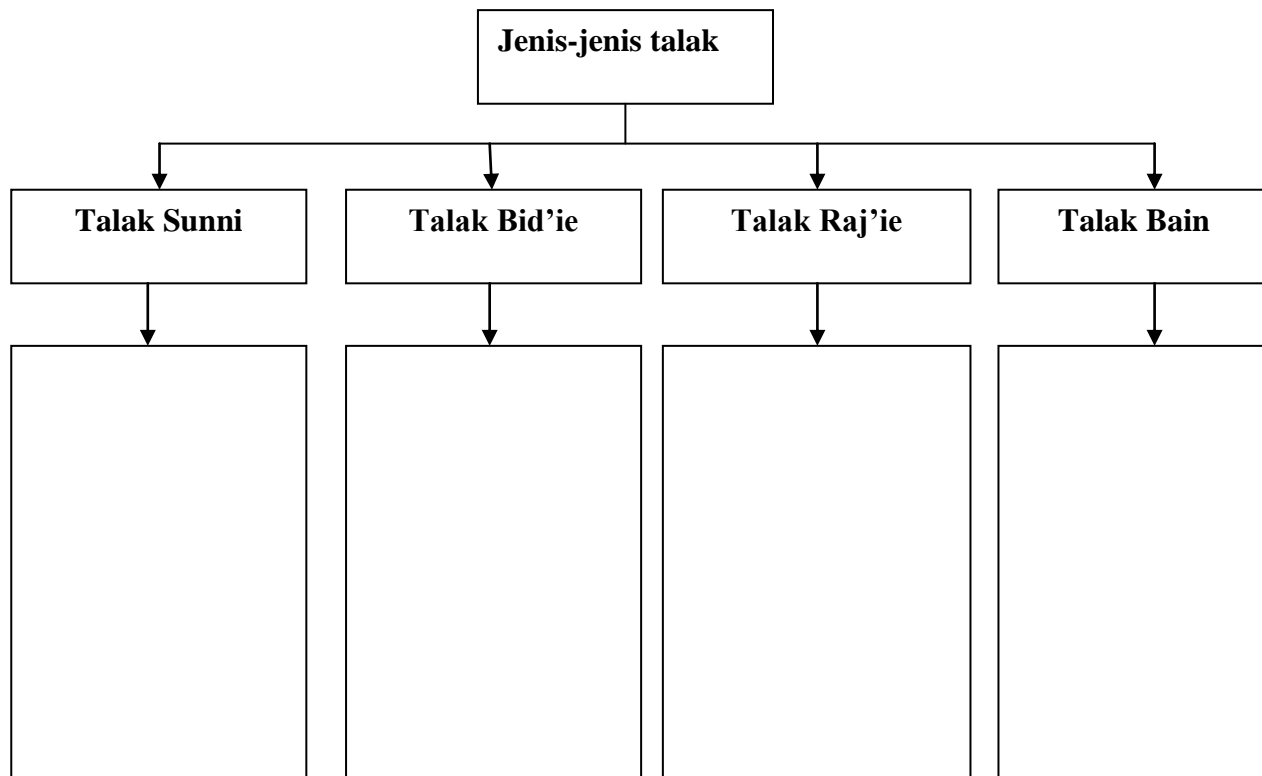 Jenis-jenis talak
Talak Sunni
Talak Bid’ie
Talak Raj’ie
Talak Bain